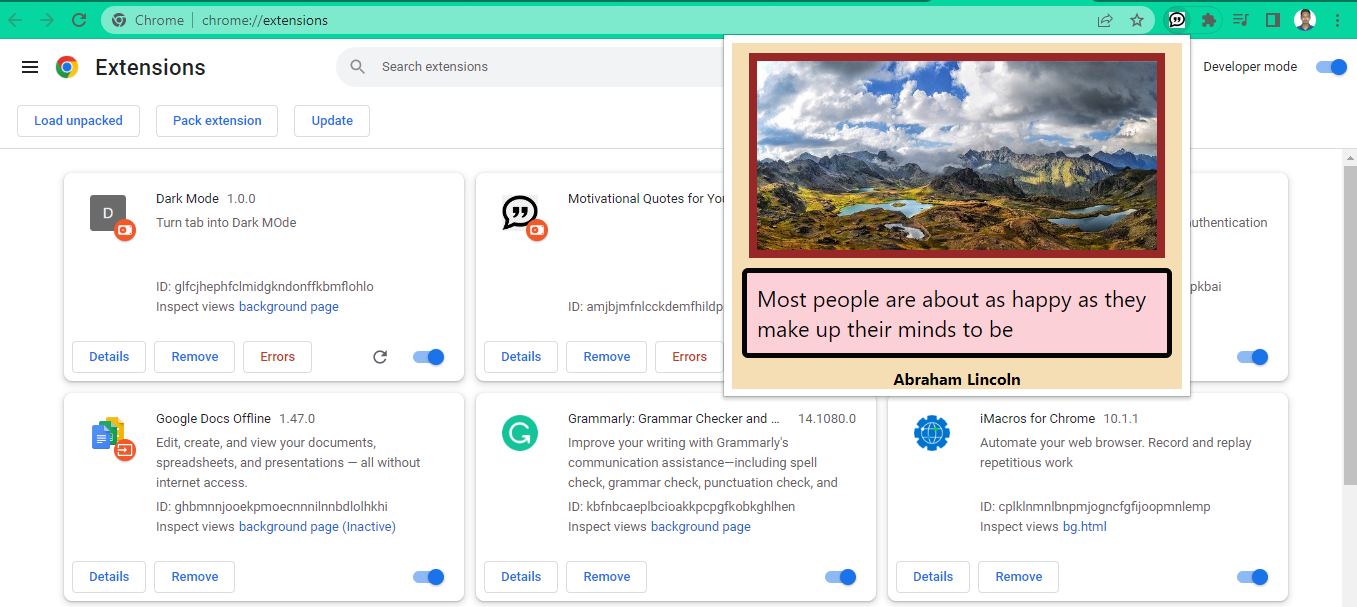 Chrome | chrome://extensions
Extensions
Search extensions
Developer mode
Load unpacked
Pack extension
Update
D
Dark Mode 1.0.0
Turn tab into Dark MOde
ID: glfcjhephfclmidgkndonffkbmflohlo
Inspect views background page
Details
Remove
Errors
Motivational Quotes for You
ID: amjbjmfnlcckdemfhildp
Details
Remove
Errors
uthentication
pkbai
Most people are about as happy as they
make up their minds to be
Abraham Lincoln
Google Docs Offline 1.47.0
Edit, create, and view your documents,
spreadsheets, and presentations — all without
internet access.
ID: ghbmnnjooekpmoecnnnilnnbdlolhkhi
Inspect views background page (Inactive)
Details
Remove
Grammarly: Grammar Checker and ... 14.1080.0
Improve your writing with Grammarly's
communication assistance—including spell
check, grammar check, punctuation check, and
ID: kbfnbcaeplbcioakkpcpgfkobkghlhen
Inspect views background page
Details
Remove
iMacros for Chrome 10.1.1
Automate your web browser. Record and replay
repetitious work
ID: cplklnmnlbnpmjogncfgfijoopmnlemp
Inspect views bg.html
Details
Remove